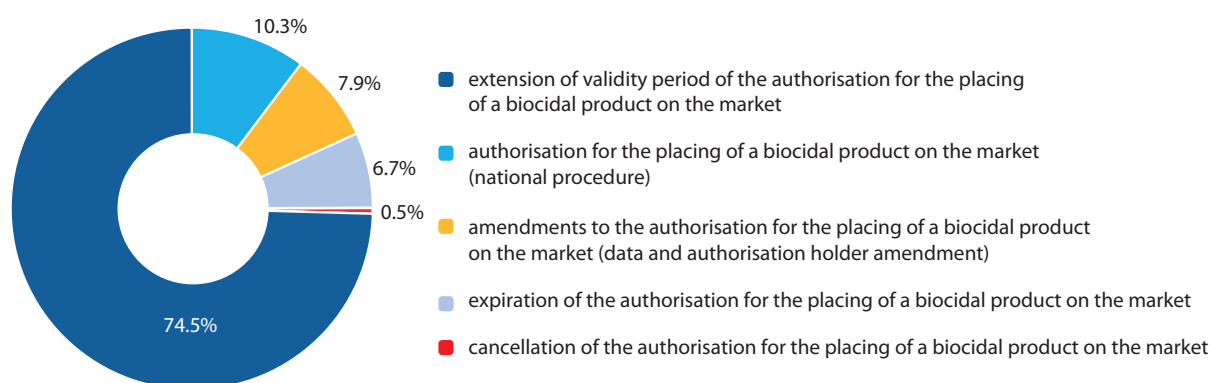 10.3%
7.9%
6.7%
0.5%
74.5%
extension of validity period of the authorisation for the placing
of a biocidal product on the market
authorisation for the placing of a biocidal product on the market
(national procedure)
amendments to the authorisation for the placing of a biocidal product
on the market (data and authorisation holder amendment)
expiration of the authorisation for the placing of a biocidal product on the market
cancellation of the authorisation for the placing of a biocidal product on the market